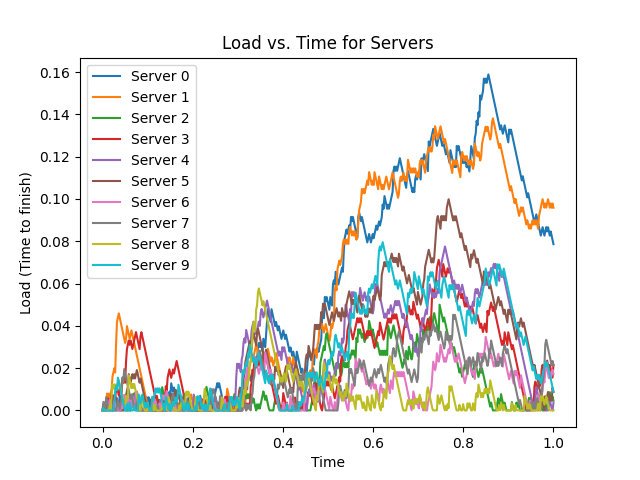 Load vs. Time for Servers
Load (Time to finish)
0.16
0.14
0.12
0.10
0.08
0.06
0.04
0.02
0.00
Server 0
Server 1
Server 2
Server 3
Server 4
Server 5
Server 6
Server 7
Server 8
Server 9
0.0 0.2 0.4 0.6 0.8 1.0
Time